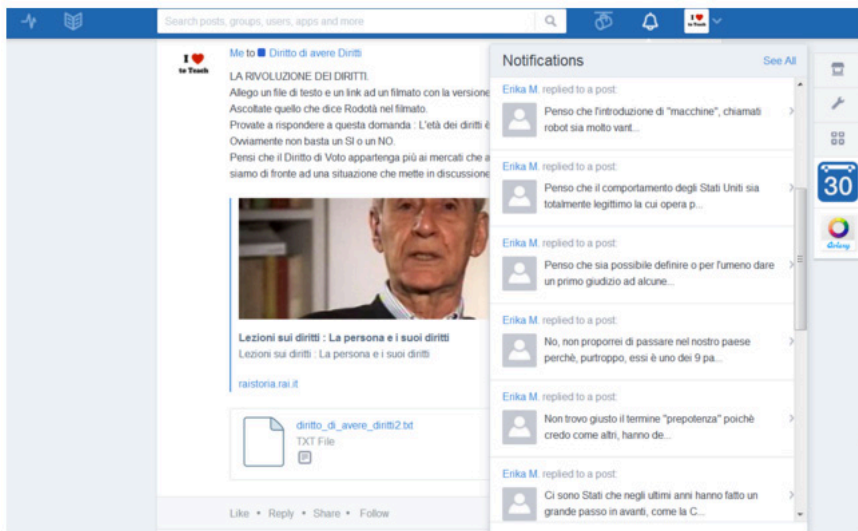 Search posts, groups, users, apps and more
I
to Teach
Me to Diritto di avere Diritti
LA RIVOLUZIONE DEI DIRITTI.
Allego un file di testo e un link ad un filmato con la versione
Ascoltate quello che dice Rodotà nel filmato.
Provate a rispondere a questa domanda : L'età dei diritti è
Ovviamente non basta un SI o un NO.
Pensi che il Diritto di Voto appartenga più ai mercati che a
siamo di fronte ad una situazione che mette in discussione
Lezioni sui diritti : La persona e i suoi diritti
Lezioni sui diritti : La persona e i suoi diritti
raistoria.rai.it
diritto_di_avere_diritti2.txt
TXT File
Like • Reply • Share • Follow
Notifications
See All
Erika M. replied to a post:
Penso che l'introduzione di "macchine", chiamati
robot sia molto vant...
Erika M. replied to a post:
Penso che il comportamento degli Stati Uniti sia
totalmente legittimo la cui opera p...
Erika M. replied to a post:
Penso che sia possibile definire o per l'umeno dare
un primo giudizio ad alcune...
Erika M. replied to a post:
No, non proporrei di passare nel nostro paese
perchè, purtroppo, essi è uno dei 9 pa...
Erika M. replied to a post:
Non trovo giusto il termine "prepotenza" poichè
credo come altri, hanno de...
Erika M. replied to a post:
Ci sono Stati che negli ultimi anni hanno fatto un
grande passo in avanti, come la C...
30